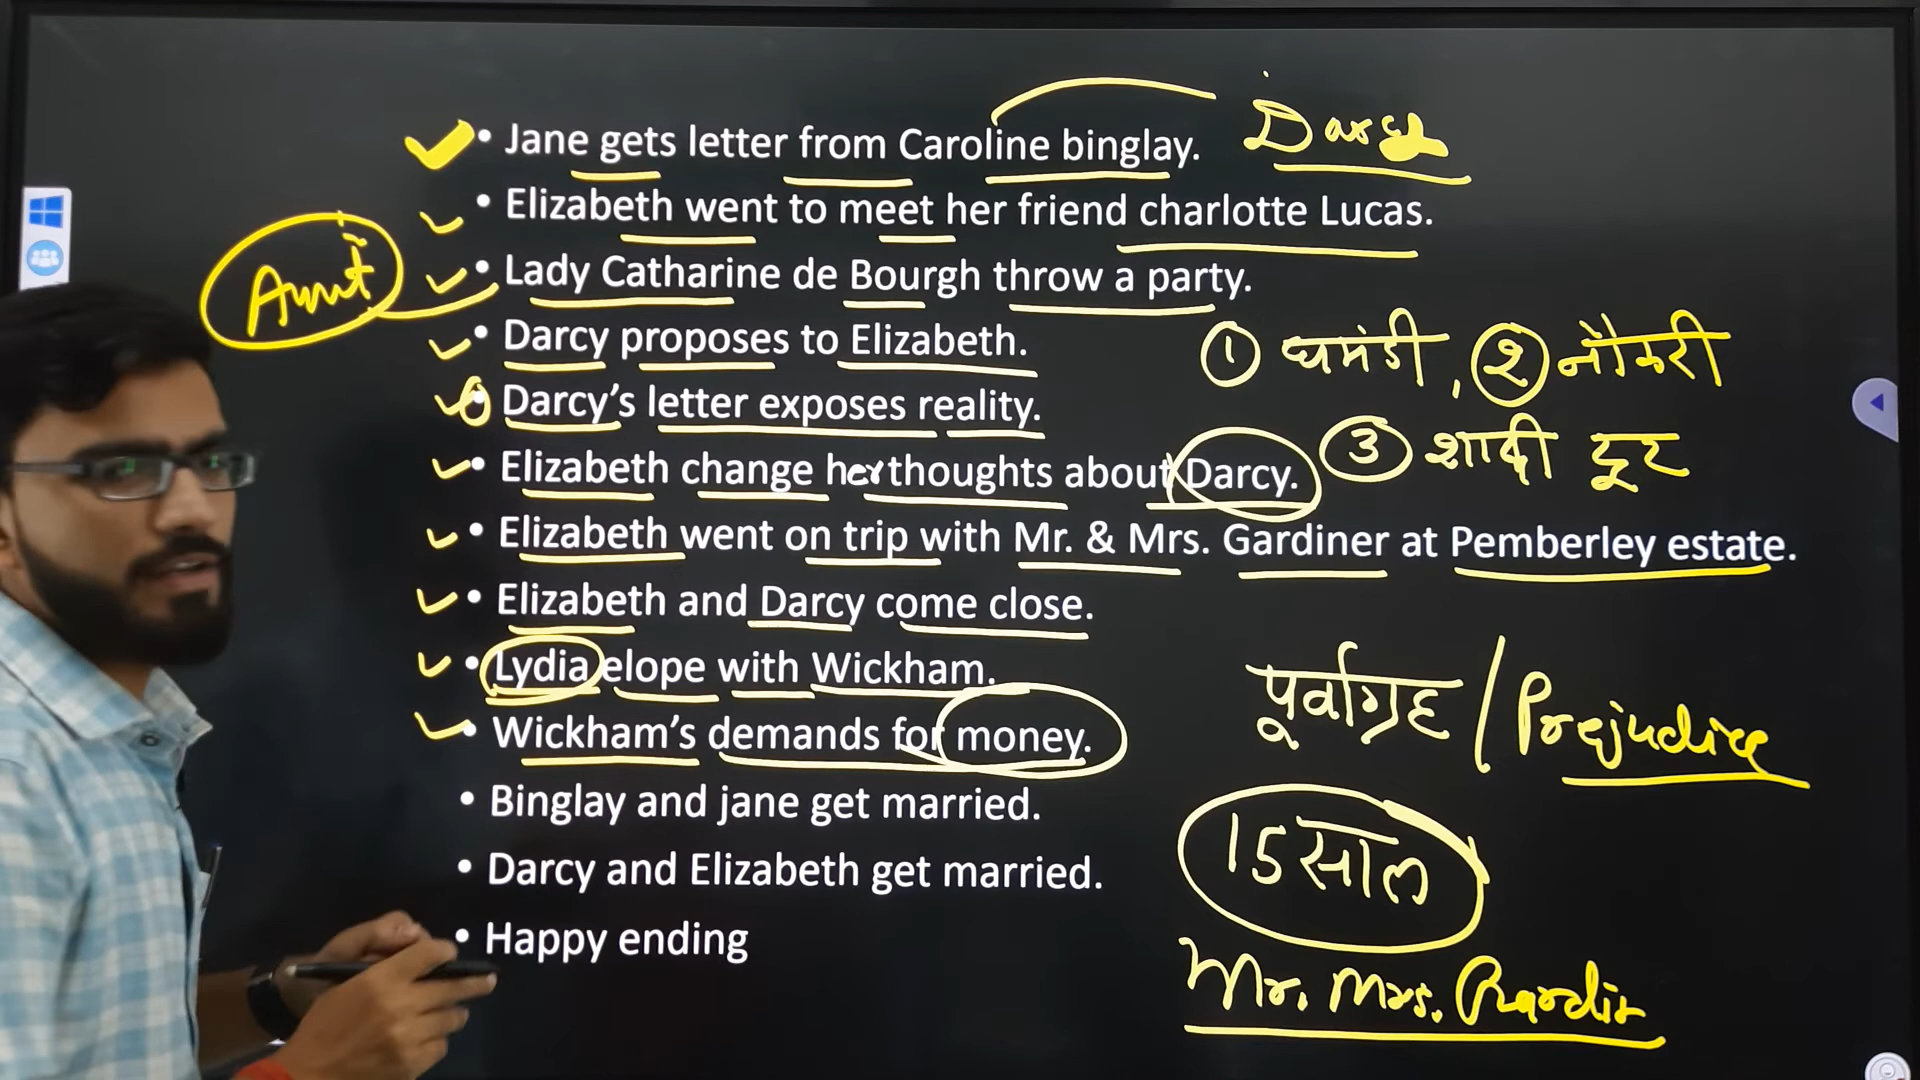 • Jane gets letter from Caroline binglay.
Darcy
• Elizabeth went to meet her friend charlotte Lucas.
Aunt
• Lady Catharine de Bourgh throw a party.
• Darcy proposes to Elizabeth.
① घमंडी, ② नौकरी
• Darcy's letter exposes reality.
③ शादी टूट
• Elizabeth change her thoughts about Darcy.
• Elizabeth went on trip with Mr. & Mrs. Gardiner at Pemberley estate.
• Elizabeth and Darcy come close.
• Lydia elope with Wickham.
पूर्वाग्रह / Prejudice
• Wickham's demands for money.
• Binglay and jane get married.
15 साल
• Darcy and Elizabeth get married.
• Happy ending
Mr. Mrs.